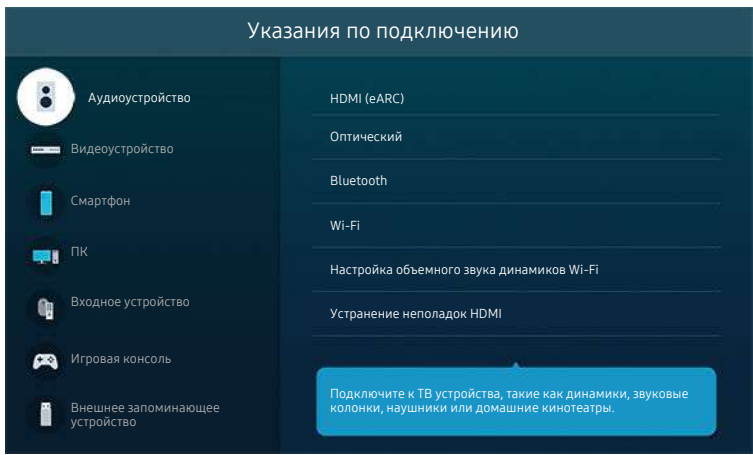 Указания по подключению
Аудиоустройство
Видеоустройство
Смартфон
ПК
Входное устройство
Игровая консоль
Внешнее запоминающее
устройство
HDMI (eARC)
Оптический
Bluetooth
Wi-Fi
Настройка объемного звука динамиков Wi-Fi
Устранение неполадок HDMI
Подключите к ТВ устройства, такие как динамики, звуковые
колонки, наушники или домашние кинотеатры.